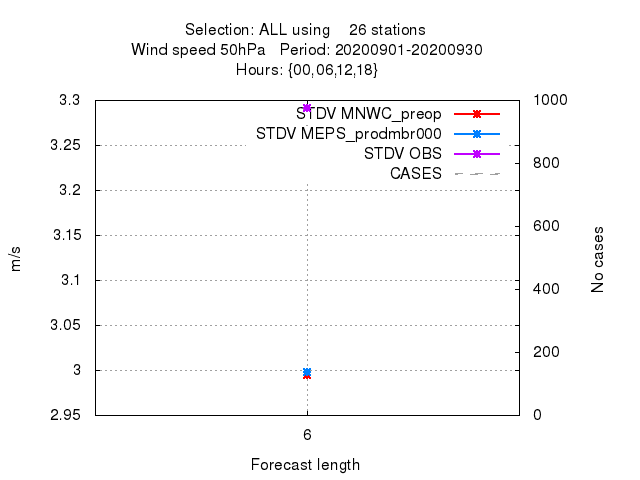 Selection: ALL using 26 stations
Wind speed 50hPa Period: 20200901-20200930
Hours: {00,06,12,18}
STDV MNWC_preop
STDV MEPS_prodmbr000
STDV OBS
CASES
3.3
3.25
3.2
3.15
3.1
3.05
3
2.95
1000
800
600
400
200
0
m/s
No cases
6
Forecast length